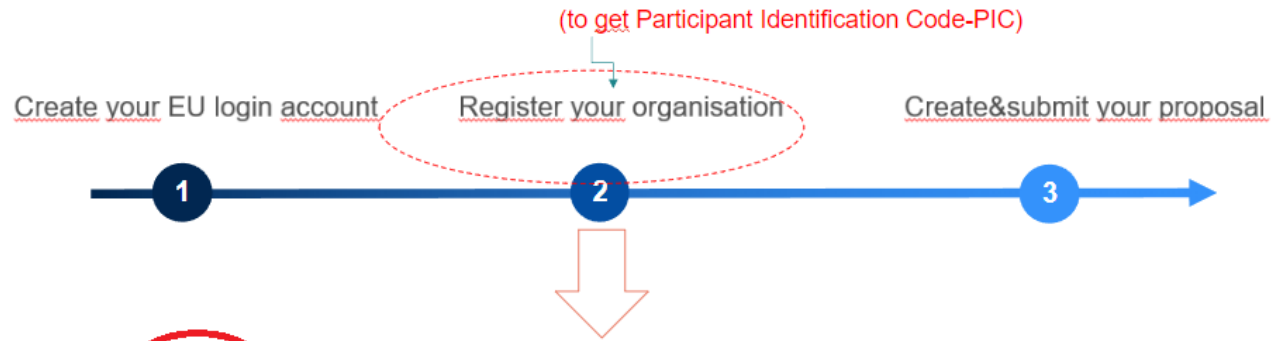 (to get Participant Identification Code-PIC)
Create your EU login account
Register your organisation
Create&submit your proposal
1
2
3